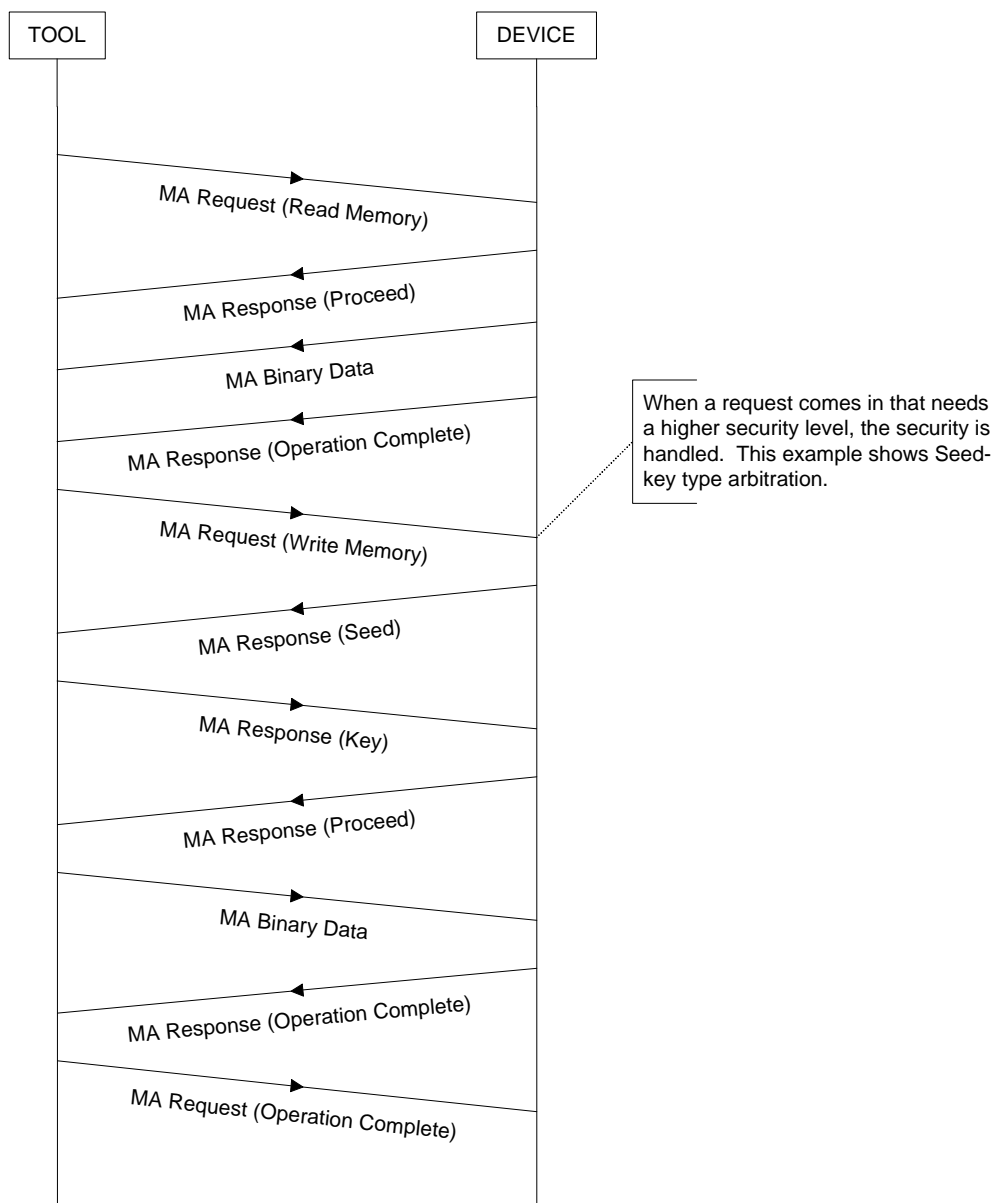 TOOL
DEVICE
MA Request (Read Memory)
MA Response (Proceed)
MA Binary Data
MA Response (Operation Complete)
When a request comes in that needs
a higher security level, the security is
handled.  This example shows Seed-
key type arbitration.
MA Request (Write Memory)
MA Response (Seed)
MA Response (Key)
MA Response (Proceed)
MA Binary Data
MA Response (Operation Complete)
MA Request (Operation Complete)